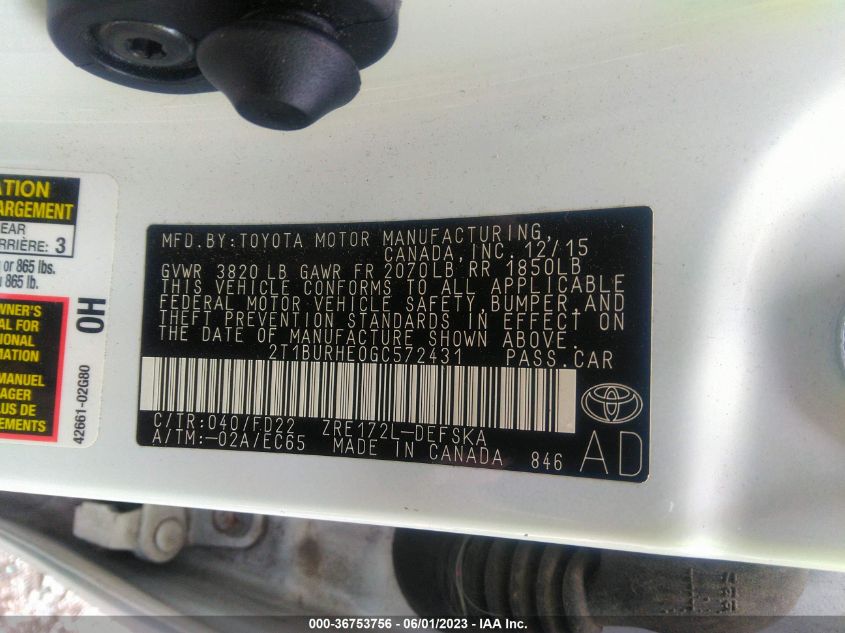 ATION
ARGEMENT
EAR
ARRIÈRE: 3
or 865 lbs.
865 lb.
OWNER'S
AL FOR
IONAL
RMATION
MANUEL
AGER
PLUS DE
EMENTS
OH
42661-02G80
MFD.BY:TOYOTA MOTOR MANUFACTURING,
CANADA, INC. 12/15
GVWR 3820 LB GAWR FR 2070LB RR 1850LB
THIS VEHICLE CONFORMS TO ALL APPLICABLE
FEDERAL MOTOR VEHICLE SAFETY, BUMPER, AND
THEFT PREVENTION STANDARDS IN EFFECT ON
THE DATE OF MANUFACTURE SHOWN ABOVE.
2T1BURHE0GC572431 PASS.CAR
C/TR:040/FD22 ZRE172L-DEFSKA
A/TM:-02A/EC65 MADE IN CANADA 846
AD
000-36753756 - 06/01/2023 - IAA Inc.